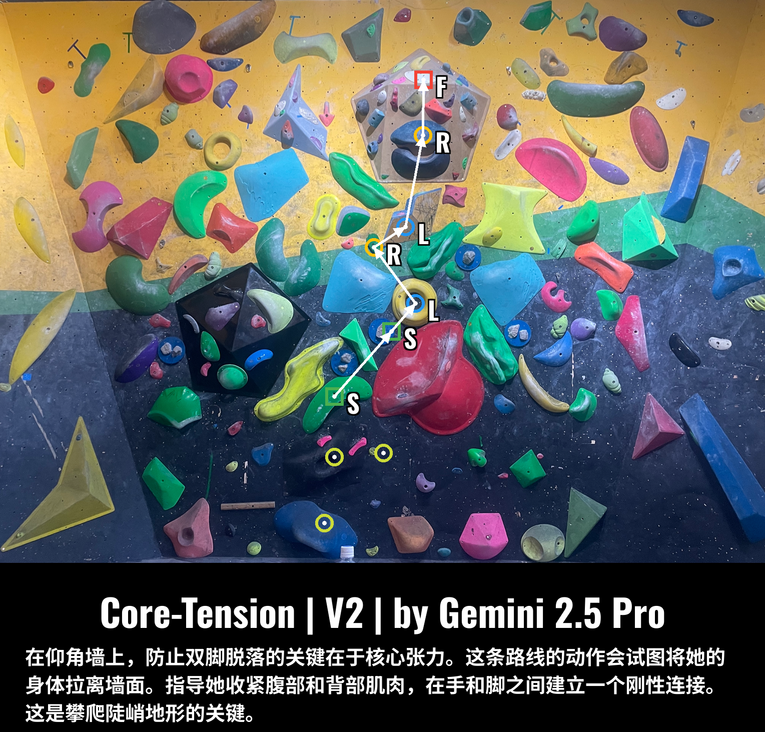 F
R
L
R
L
S
S
Core-Tension | V2 | by Gemini 2.5 Pro
在仰角墙上，防止双脚脱落的关键在于核心张力。这条路线的动作会试图将她的
身体拉离墙面。指导她收紧腹部和背部肌肉，在手和脚之间建立一个刚性连接。
这是攀爬陡峭地形的关键。